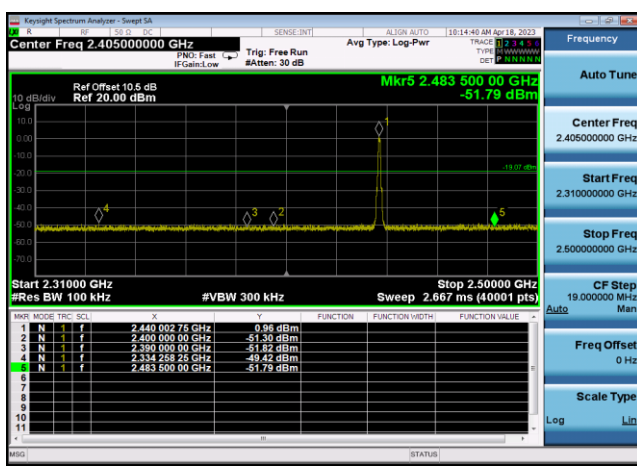 Keysight Spectrum Analyzer - Swept SA
R RF 50 Ω DC SENSE:INT ALIGN AUTO 10:14:40 AM Apr 18, 2023
Center Freq 2.405000000 GHz
PNO: Fast
IFGain:Low
Trig: Free Run
#Atten: 30 dB
Avg Type: Log-Pwr
TRACE 1 2 3 4 5 6
TYPE M W W W W W
DET P N N N N N
Ref Offset 10.5 dB
Ref 20.00 dBm
10 dB/div
Log
Mkr5 2.483 500 00 GHz
-51.79 dBm
10.0
0.00
-10.0
-20.0
-30.0
-40.0
-50.0
-60.0
-70.0
1
-19.07 dBm
4
3
2
5
Start 2.31000 GHz Stop 2.50000 GHz
#Res BW 100 kHz #VBW 300 kHz Sweep 2.667 ms (40001 pts)
MKR MODE TRC SCL X Y FUNCTION FUNCTION WIDTH FUNCTION VALUE
1 N 1 f 2.440 002 75 GHz 0.96 dBm
2 N 1 f 2.400 000 00 GHz -51.30 dBm
3 N 1 f 2.390 000 00 GHz -51.82 dBm
4 N 1 f 2.334 258 25 GHz -49.42 dBm
5 N 1 f 2.483 500 00 GHz -51.79 dBm
6
7
8
9
10
11
MSG STATUS
Frequency
Auto Tune
Center Freq
2.405000000 GHz
Start Freq
2.310000000 GHz
Stop Freq
2.500000000 GHz
CF Step
19.000000 MHz
Auto Man
Freq Offset
0 Hz
Scale Type
Log Lin